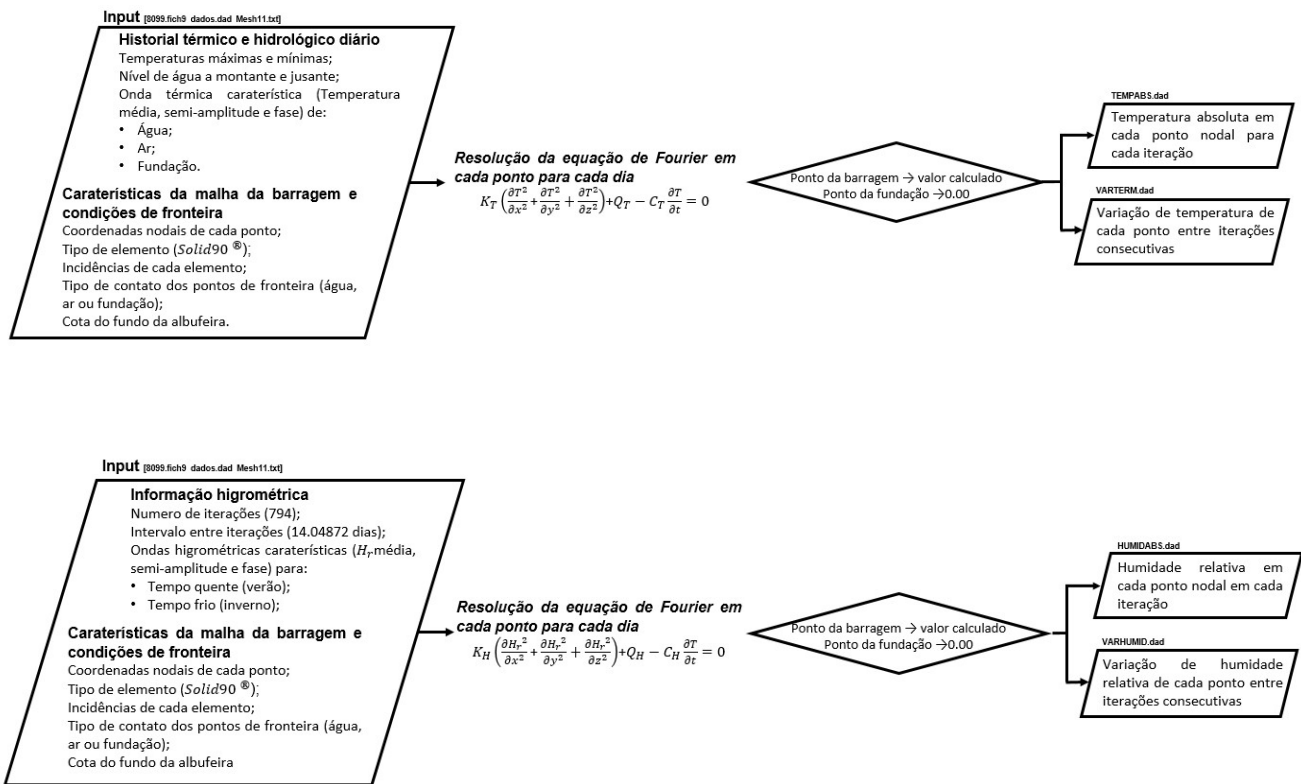 Input [8099.fich9 dados.dad Mesh11.txt]
Historial térmico e hidrológico diário
Temperaturas máximas e mínimas;
Nível de água a montante e jusante;
Onda térmica caraterística (Temperatura
média, semi-amplitude e fase) de:
• Água;
• Ar;
• Fundação.
Caraterísticas da malha da barragem e
condições de fronteira
Coordenadas nodais de cada ponto;
Tipo de elemento (Solid90 ®);
Incidências de cada elemento;
Tipo de contato dos pontos de fronteira (água,
ar ou fundação);
Cota do fundo da albufeira.
Resolução da equação de Fourier em
cada ponto para cada dia
K_T (∂T²/∂x² + ∂T²/∂y² + ∂T²/∂z²)+Q_T − C_T ∂T/∂t = 0
Ponto da barragem → valor calculado
Ponto da fundação →0.00
TEMPABS.dad
Temperatura absoluta em
cada ponto nodal para
cada iteração
VARTERM.dad
Variação de temperatura de
cada ponto entre iterações
consecutivas
Input [8099.fich9 dados.dad Mesh11.txt]
Informação higrométrica
Numero de iterações (794);
Intervalo entre iterações (14.04872 dias);
Ondas higrométricas caraterísticas (H_r média,
semi-amplitude e fase) para:
• Tempo quente (verão);
• Tempo frio (inverno);
Caraterísticas da malha da barragem e
condições de fronteira
Coordenadas nodais de cada ponto;
Tipo de elemento (Solid90 ®);
Incidências de cada elemento;
Tipo de contato dos pontos de fronteira (água,
ar ou fundação);
Cota do fundo da albufeira
Resolução da equação de Fourier em
cada ponto para cada dia
K_H (∂H_r²/∂x² + ∂H_r²/∂y² + ∂H_r²/∂z²)+Q_H − C_H ∂T/∂t = 0
Ponto da barragem → valor calculado
Ponto da fundação →0.00
HUMIDABS.dad
Humidade relativa em
cada ponto nodal em cada
iteração
VARHUMID.dad
Variação de humidade
relativa de cada ponto entre
iterações consecutivas